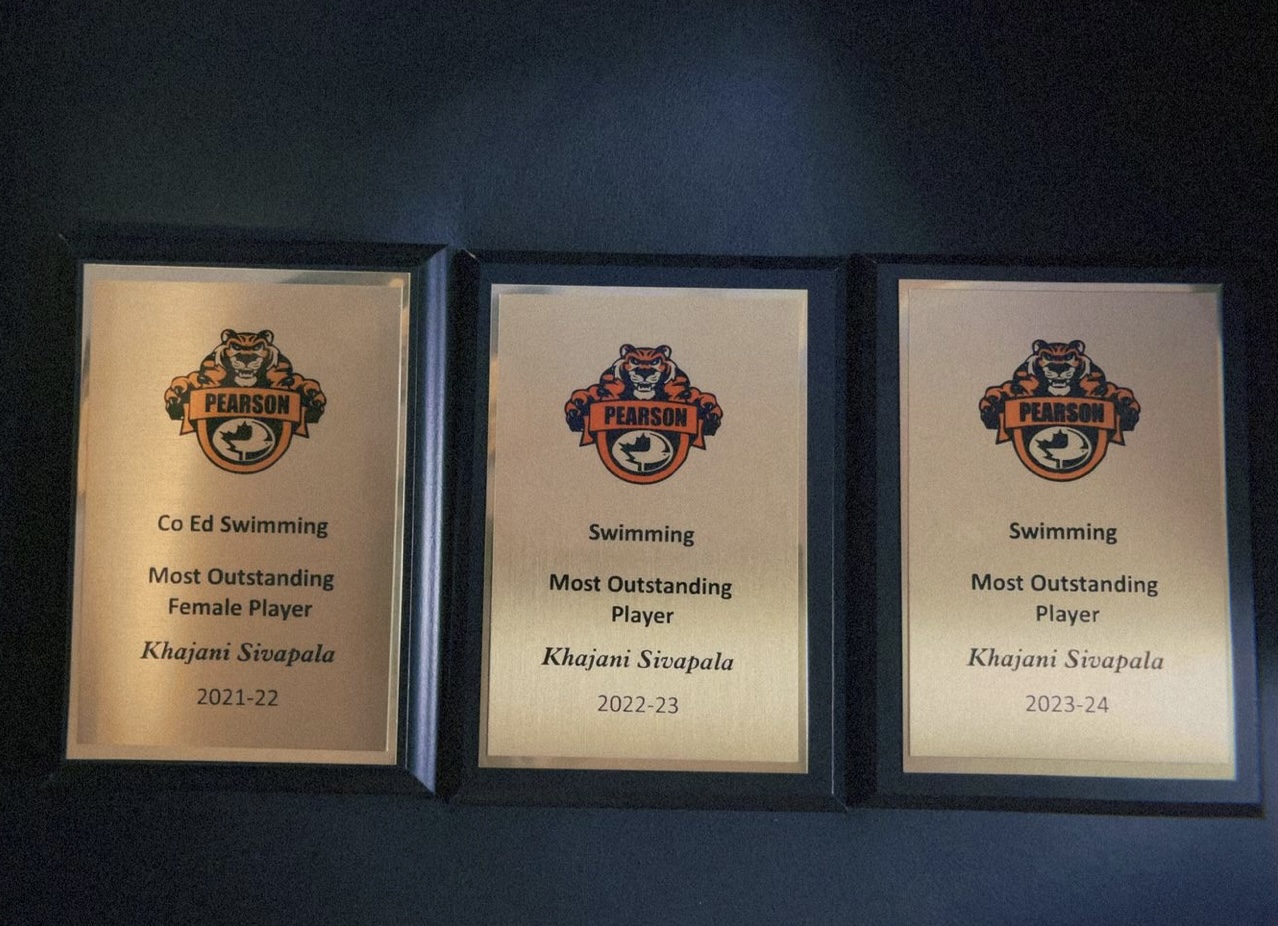 PEARSON
Co Ed Swimming
Most Outstanding
Female Player
Khajani Sivapala
2021-22
PEARSON
Swimming
Most Outstanding
Player
Khajani Sivapala
2022-23
PEARSON
Swimming
Most Outstanding
Player
Khajani Sivapala
2023-24